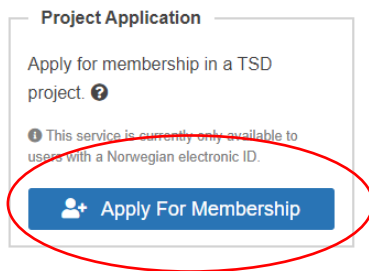 Project Application
Apply for membership in a TSD
project. ?
i This service is currently only available to
users with a Norwegian electronic ID.
Apply For Membership